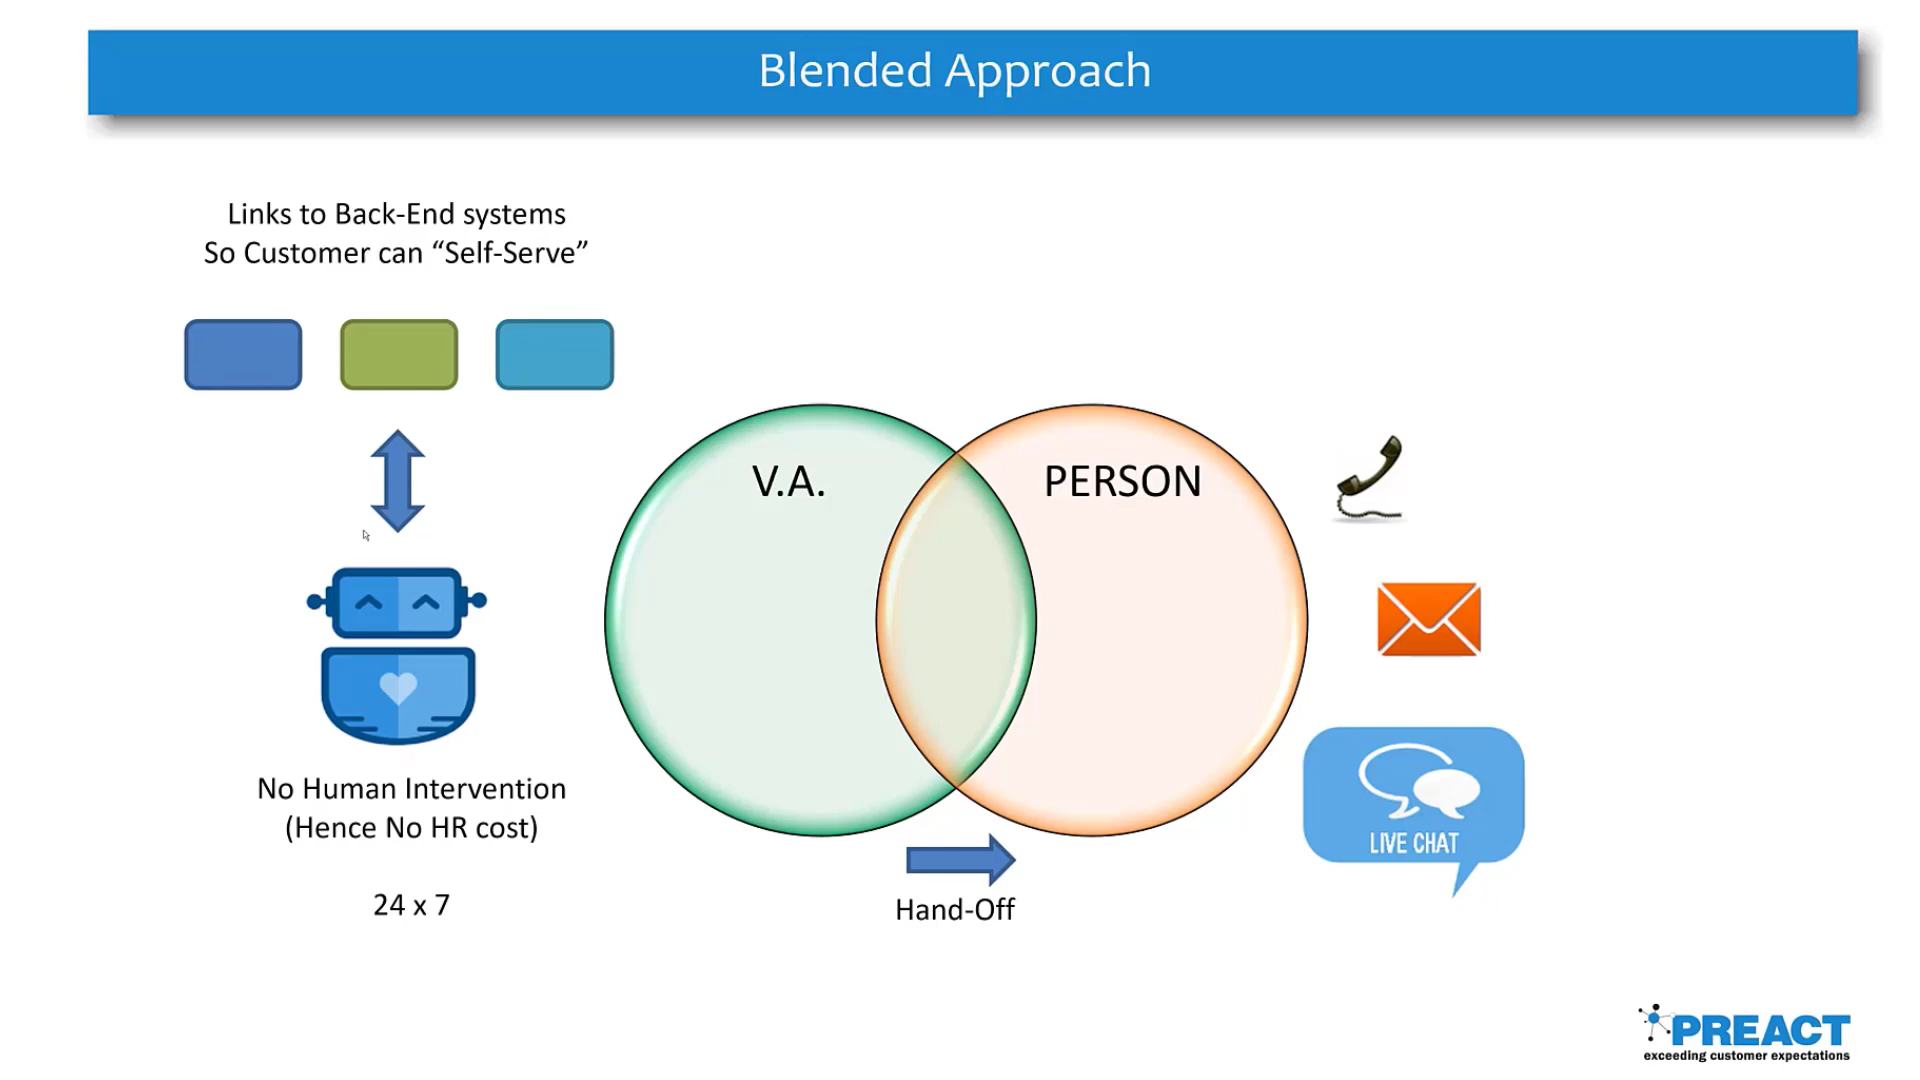 Blended Approach
Links to Back-End systems
So Customer can “Self-Serve”
V.A.
PERSON
No Human Intervention
(Hence No HR cost)
24 x 7
Hand-Off
LIVE CHAT
PREACT
exceeding customer expectations